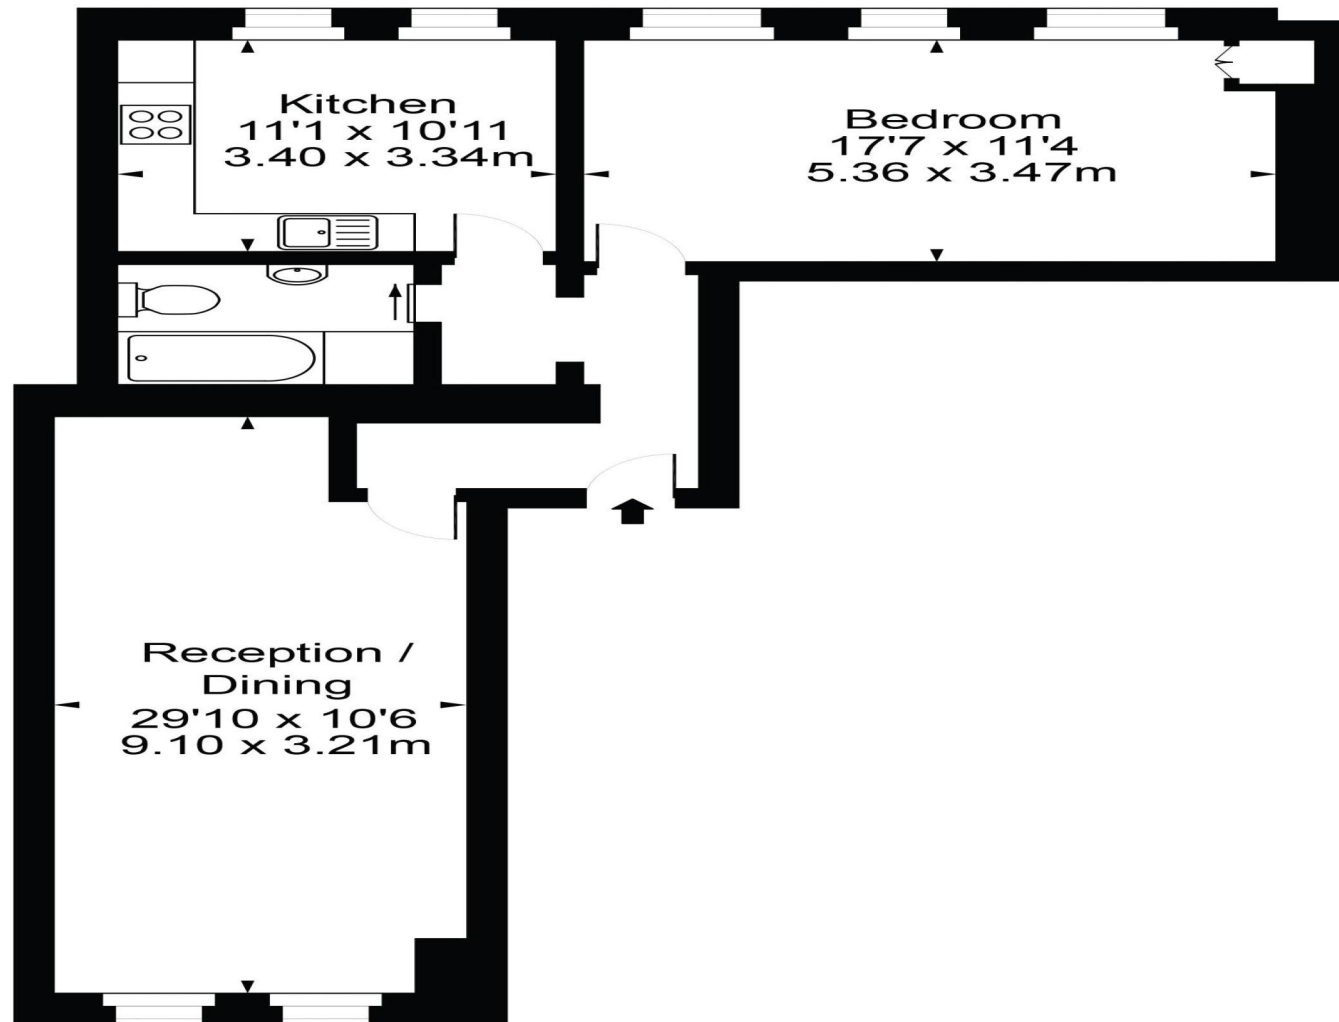 Kitchen
11'1 x 10'11
3.40 x 3.34m
Bedroom
17'7 x 11'4
5.36 x 3.47m
Reception /
Dining
29'10 x 10'6
9.10 x 3.21m